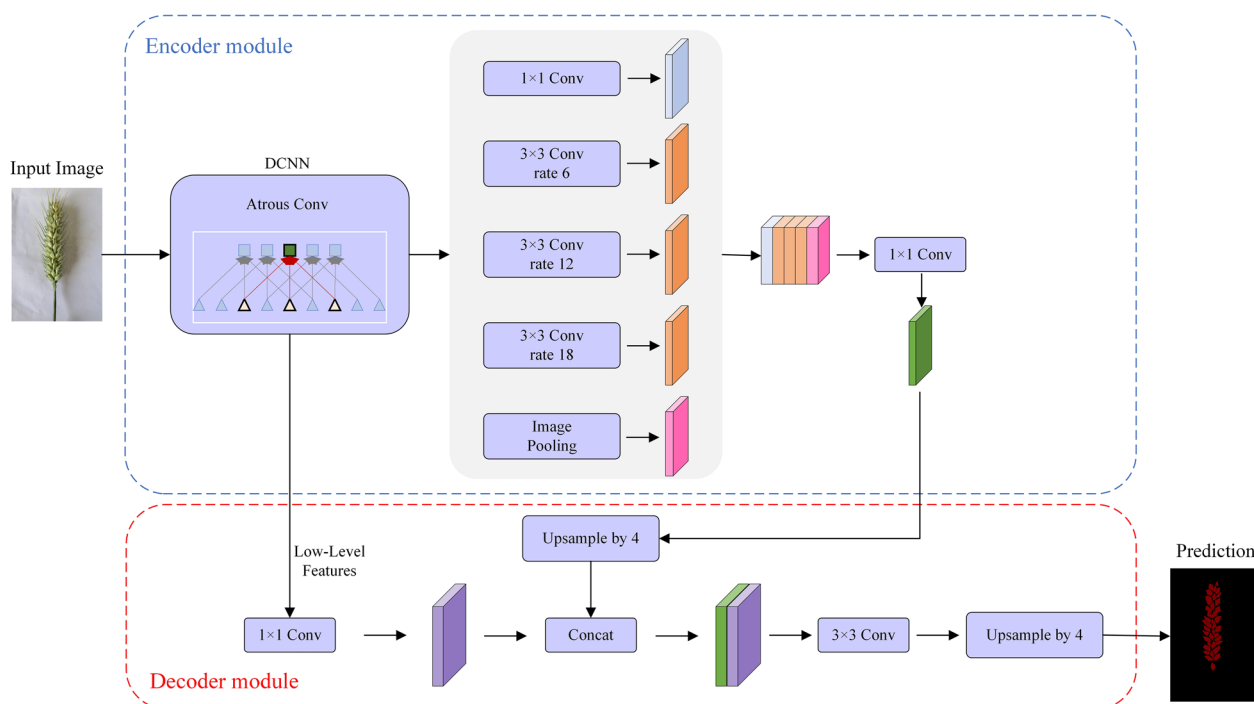 Encoder module
Input Image
DCNN
Atrous Conv
1×1 Conv
3×3 Conv
rate 6
3×3 Conv
rate 12
3×3 Conv
rate 18
Image
Pooling
1×1 Conv
Low-Level
Features
Upsample by 4
1×1 Conv
Concat
3×3 Conv
Upsample by 4
Prediction
Decoder module